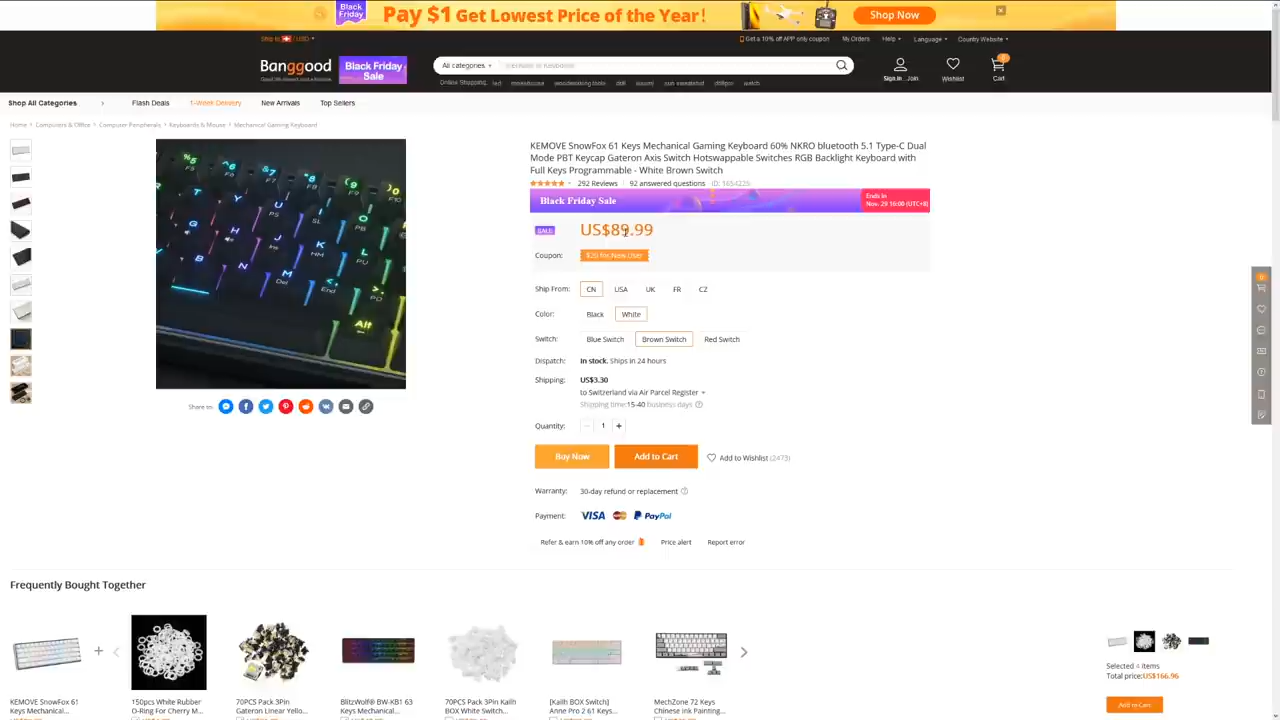 Black Friday
Pay $1 Get Lowest Price of the Year!
Shop Now
Ship to
USD
Get a 10% off APP only coupon
My Orders
Help
Language
Country Website
Banggood
Black Friday Sale
All categories
Sign in
Join
Wishlist
Cart
0
Online Shopping:
led
woodworking tools
watch
Shop All Categories
Flash Deals
1-Week Delivery
New Arrivals
Top Sellers
Home
Computers & Office
Computer Peripherals
Keyboards & Mouse
Mechanical Gaming Keyboard
KEMOVE SnowFox 61 Keys Mechanical Gaming Keyboard 60% NKRO bluetooth 5.1 Type-C Dual
Mode PBT Keycap Gateron Axis Switch Hotswappable Switches RGB Backlight Keyboard with
Full Keys Programmable - White Brown Switch
292 Reviews
92 answered questions
Black Friday Sale
Ends in
Nov. 29 16:00 (UTC+8)
SALE
US$89.99
Coupon:
$20 for New User
Ship From:
CN
USA
UK
FR
CZ
Color:
Black
White
Switch:
Blue Switch
Brown Switch
Red Switch
Dispatch:
In stock. Ships in 24 hours
Shipping:
US$3.30
to Switzerland via Air Parcel Register
Shipping time: 15-40 business days
Quantity:
1
Buy Now
Add to Cart
Add to Wishlist (2473)
Warranty:
30-day refund or replacement
Payment:
VISA
PayPal
Refer & earn 10% off any order
Price alert
Report error
Share to:
Frequently Bought Together
KEMOVE SnowFox 61
Keys Mechanical...
150pcs White Rubber
O-Ring For Cherry M...
70PCS Pack 3Pin
Gateron Linear Yello...
BlitzWolf® BW-KB1 63
Keys Mechanical...
70PCS Pack 3Pin Kailh
BOX White Switch...
[Kailh BOX Switch]
Anne Pro 2 61 Keys...
MechZone 72 Keys
Chinese Ink Painting...
Selected 4 items
Total price:US$166.96
Add to Cart